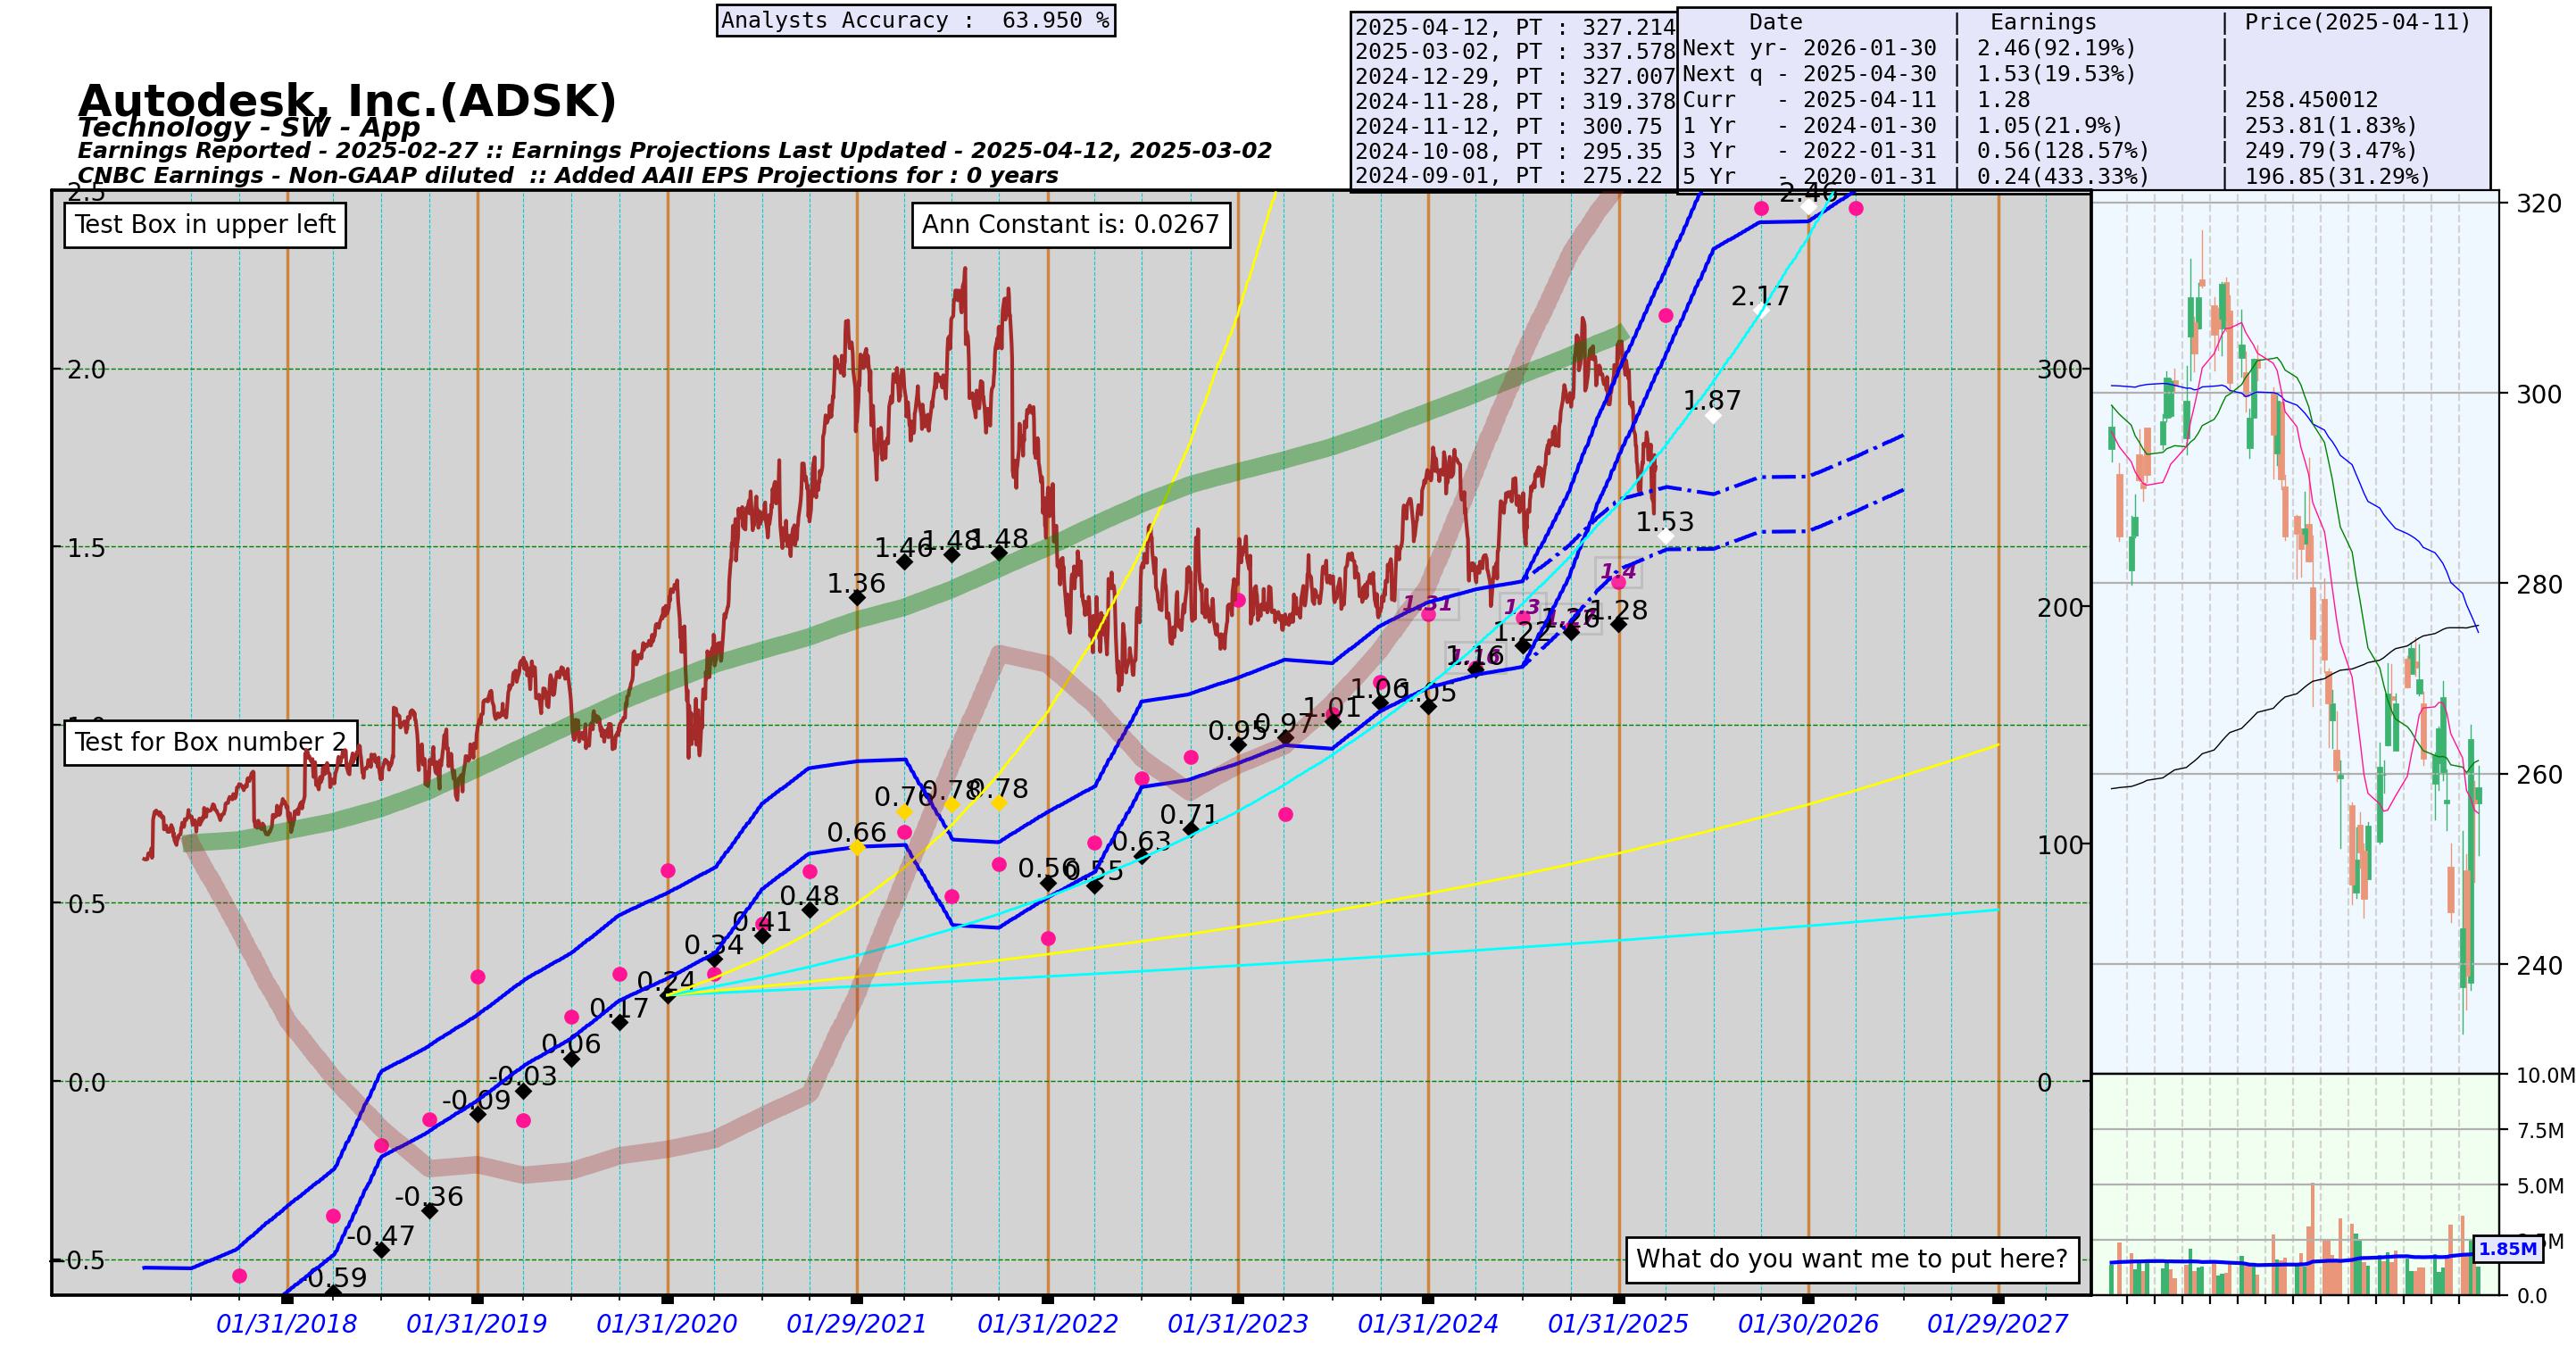 Analysts Accuracy :  63.950 %
2025-04-12, PT : 327.214
2025-03-02, PT : 337.578
2024-12-29, PT : 327.007
2024-11-28, PT : 319.378
2024-11-12, PT : 300.75
2024-10-08, PT : 295.35
2024-09-01, PT : 275.22
Date | Earnings | Price(2025-04-11)
Next yr- 2026-01-30 | 2.46(92.19%) |
Next q - 2025-04-30 | 1.53(19.53%) |
Curr - 2025-04-11 | 1.28 | 258.450012
1 Yr - 2024-01-30 | 1.05(21.9%) | 253.81(1.83%)
3 Yr - 2022-01-31 | 0.56(128.57%) | 249.79(3.47%)
5 Yr - 2020-01-31 | 0.24(433.33%) | 196.85(31.29%)
Autodesk, Inc.(ADSK)
Technology - SW - App
Earnings Reported - 2025-02-27 :: Earnings Projections Last Updated - 2025-04-12, 2025-03-02
CNBC Earnings - Non-GAAP diluted :: Added AAII EPS Projections for : 0 years
2.5
2.0
1.5
0.5
0.0
-0.5
Test Box in upper left
Ann Constant is: 0.0267
Test for Box number 2
What do you want me to put here?
-0.59
-0.47
-0.36
-0.09
-0.03
0.06
0.17
0.24
0.34
0.41
0.48
0.66
0.76
0.78
0.78
1.36
1.46
1.48
1.48
0.56
0.55
0.63
0.71
0.95
0.97
1.01
1.06
1.05
1.31
1.16
1.22
1.3
1.26
1.28
1.4
1.53
1.87
2.17
2.46
300
200
100
0
320
300
280
260
240
10.0M
7.5M
5.0M
1.85M
0.0
01/31/2018
01/31/2019
01/31/2020
01/29/2021
01/31/2022
01/31/2023
01/31/2024
01/31/2025
01/30/2026
01/29/2027